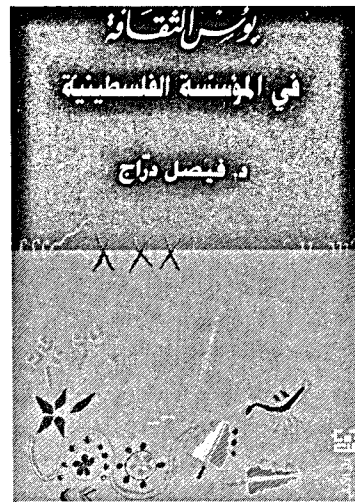 بؤس الثقافة
في المؤسسة الفلسطينية
د. فيصل درّاج